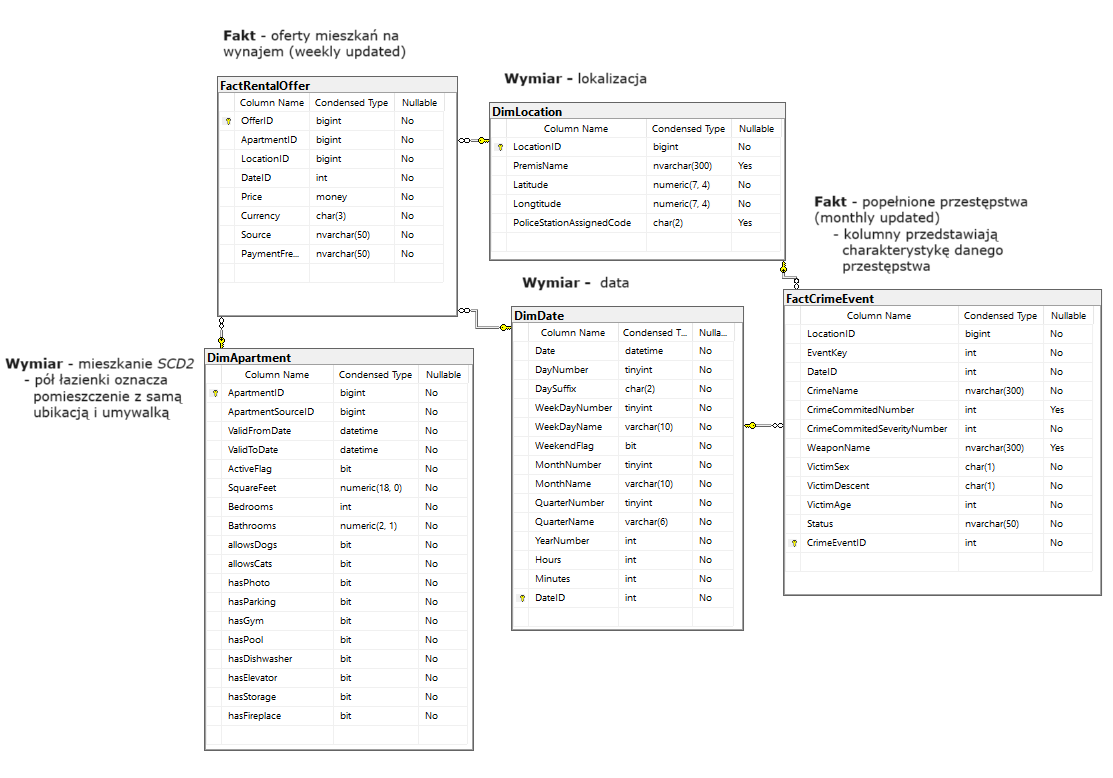 Fakt - oferty mieszkań na
wynajem (weekly updated)
FactRentalOffer
Column Name Condensed Type Nullable
OfferID bigint No
ApartmentID bigint No
LocationID bigint No
DateID int No
Price money No
Currency char(3) No
Source nvarchar(50) No
PaymentFre... nvarchar(50) No
Wymiar - lokalizacja
DimLocation
Column Name Condensed Type Nullable
LocationID bigint No
PremisName nvarchar(300) Yes
Latitude numeric(7, 4) No
Longtitude numeric(7, 4) No
PoliceStationAssignedCode char(2) Yes
Fakt - popełnione przestępstwa
(monthly updated)
- kolumny przedstawiają
charakterystykę danego
przestępstwa
FactCrimeEvent
Column Name Condensed Type Nullable
LocationID bigint No
EventKey int No
DateID int No
CrimeName nvarchar(300) No
CrimeCommitedNumber int Yes
CrimeCommitedSeverityNumber int No
WeaponName nvarchar(300) Yes
VictimSex char(1) No
VictimDescent char(1) No
VictimAge int No
Status nvarchar(50) No
CrimeEventID int No
Wymiar - data
DimDate
Column Name Condensed T... Nulla...
Date datetime No
DayNumber tinyint No
DaySuffix char(2) No
WeekDayNumber tinyint No
WeekDayName varchar(10) No
WeekendFlag bit No
MonthNumber tinyint No
MonthName varchar(10) No
QuarterNumber tinyint No
QuarterName varchar(6) No
YearNumber int No
Hours int No
Minutes int No
DateID int No
Wymiar - mieszkanie SCD2
- pół łazienki oznacza
pomieszczenie z samą
ubikacją i umywalką
DimApartment
Column Name Condensed Type Nullable
ApartmentID bigint No
ApartmentSourceID bigint No
ValidFromDate datetime No
ValidToDate datetime No
ActiveFlag bit No
SquareFeet numeric(18, 0) No
Bedrooms int No
Bathrooms numeric(2, 1) No
allowsDogs bit No
allowsCats bit No
hasPhoto bit No
hasParking bit No
hasGym bit No
hasPool bit No
hasDishwasher bit No
hasElevator bit No
hasStorage bit No
hasFireplace bit No